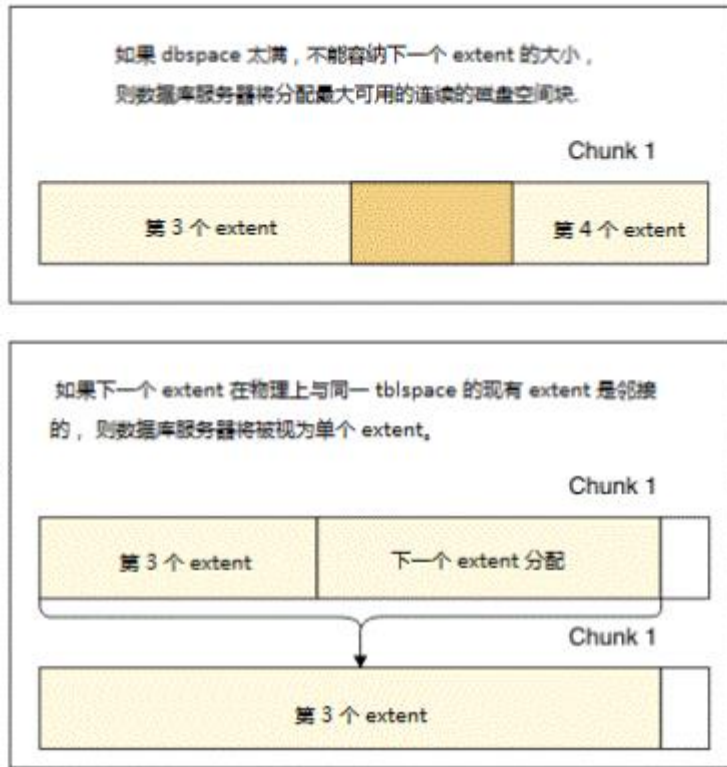 如果 dbspace 太满，不能容纳下一个 extent 的大小，
则数据库服务器将分配最大可用的连续的磁盘空间块.
Chunk 1
第 3 个 extent
第 4 个 extent
如果下一个 extent 在物理上与同一 tblspace 的现有 extent 是邻接
的， 则数据库服务器将被视为单个 extent。
Chunk 1
第 3 个 extent
下一个 extent 分配
Chunk 1
第 3 个 extent